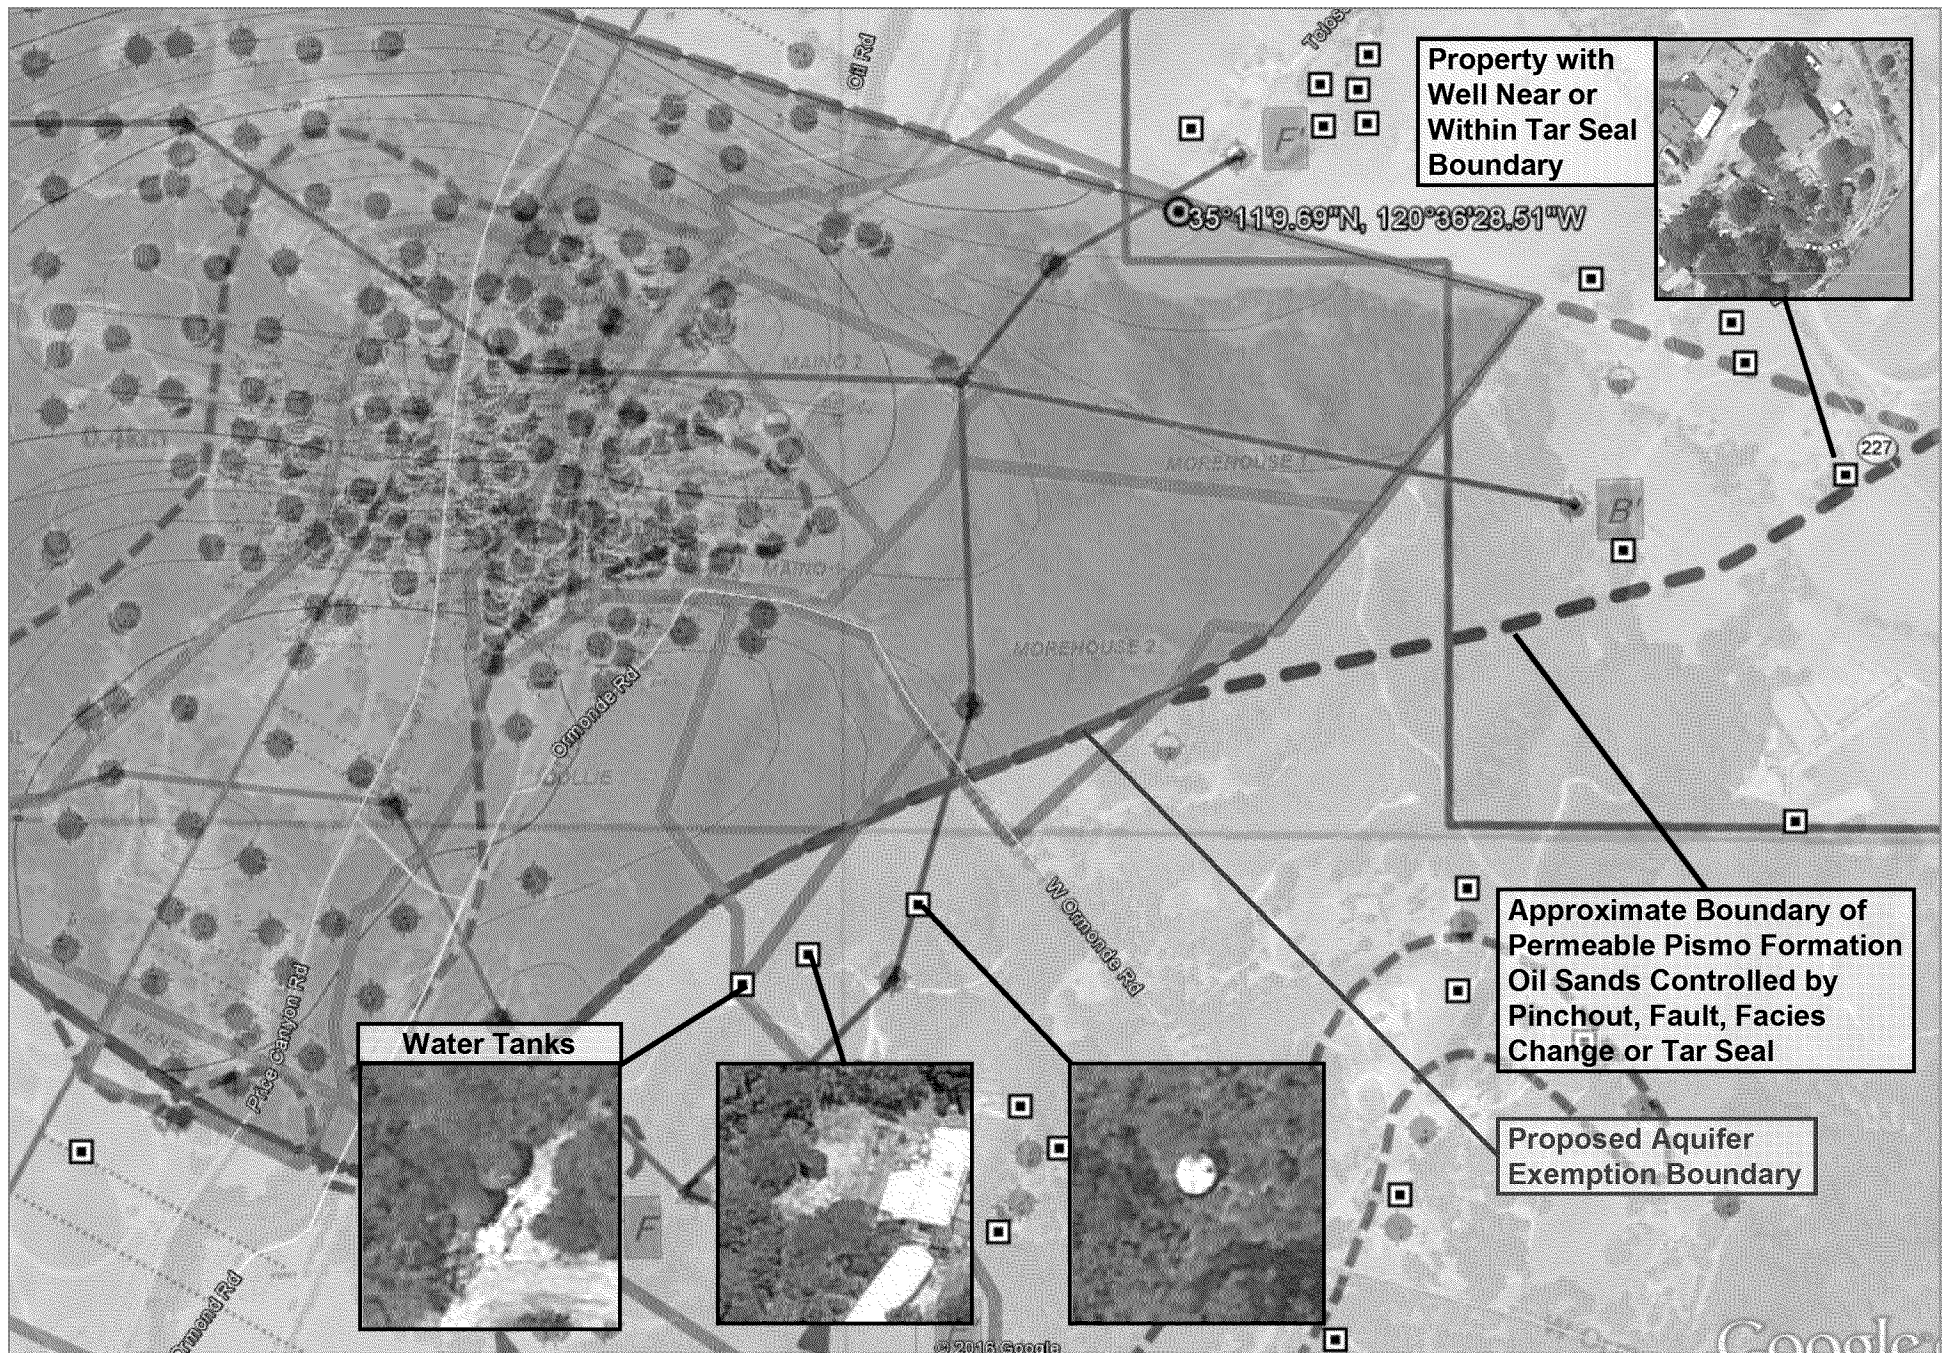 U
Oil Rd
Property with
Well Near or
Within Tar Seal
Boundary
F'
35°11'9.69"N, 120°36'28.51"W
MAINO 2
227
MOREHOUSE 1
B'
MAINO 1
MOREHOUSE 2
Ormonde Rd
W Ormonde Rd
Approximate Boundary of
Permeable Pismo Formation
Oil Sands Controlled by
Pinchout, Fault, Facies
Change or Tar Seal
Price Canyon Rd
Water Tanks
Proposed Aquifer
Exemption Boundary
F
Ormond Rd
© 2016 Google
Google